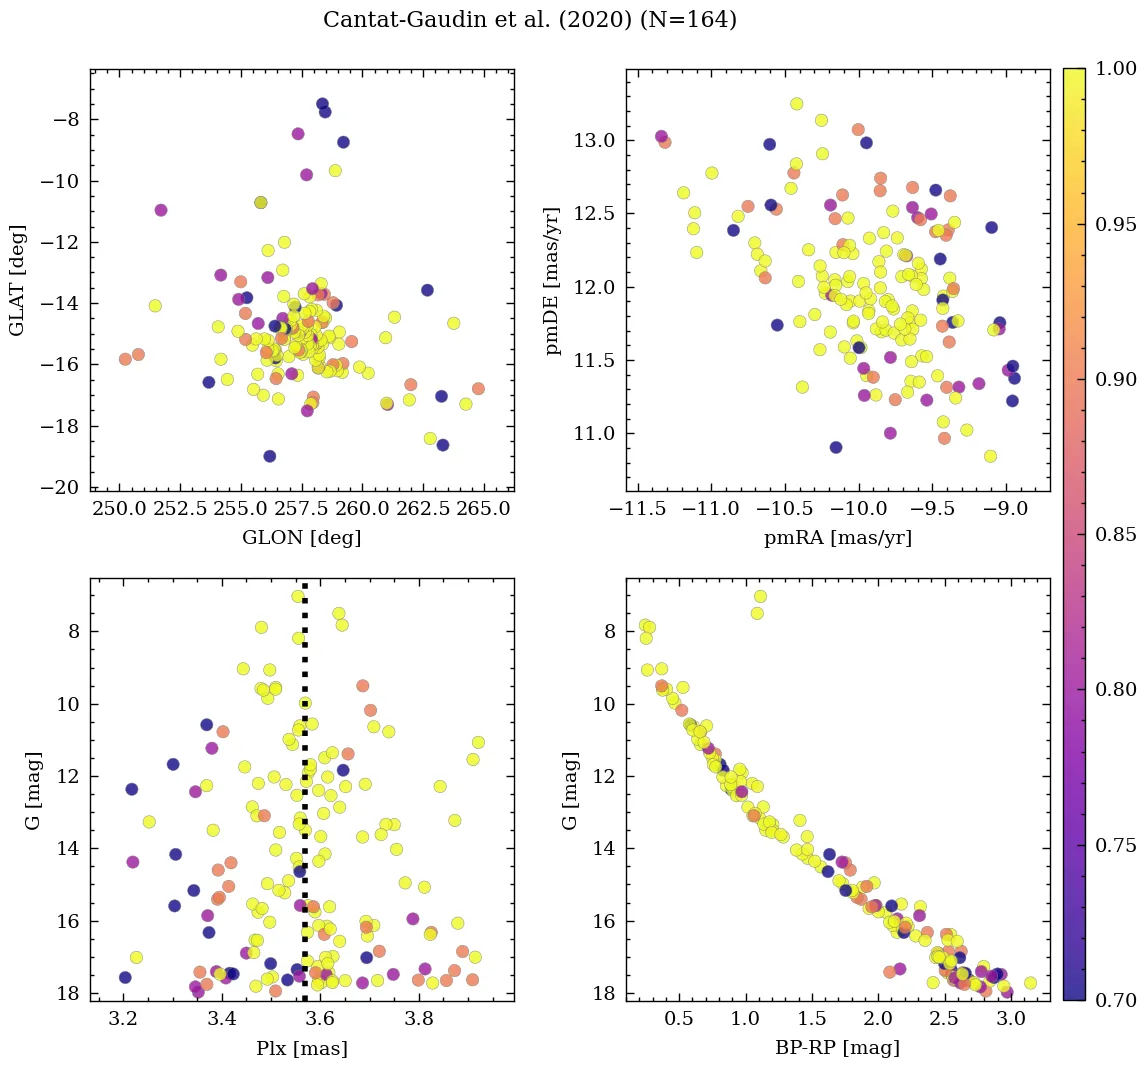 Cantat-Gaudin et al. (2020) (N=164)
−8
−10
−12
−14
−16
−18
−20
GLAT [deg]
250.0 252.5 255.0 257.5 260.0 262.5 265.0
GLON [deg]
13.0
12.5
12.0
11.5
11.0
pmDE [mas/yr]
−11.5 −11.0 −10.5 −10.0 −9.5 −9.0
pmRA [mas/yr]
8
10
12
14
16
18
G [mag]
3.2 3.4 3.6 3.8
Plx [mas]
8
10
12
14
16
18
G [mag]
0.5 1.0 1.5 2.0 2.5 3.0
BP-RP [mag]
1.00
0.95
0.90
0.85
0.80
0.75
0.70